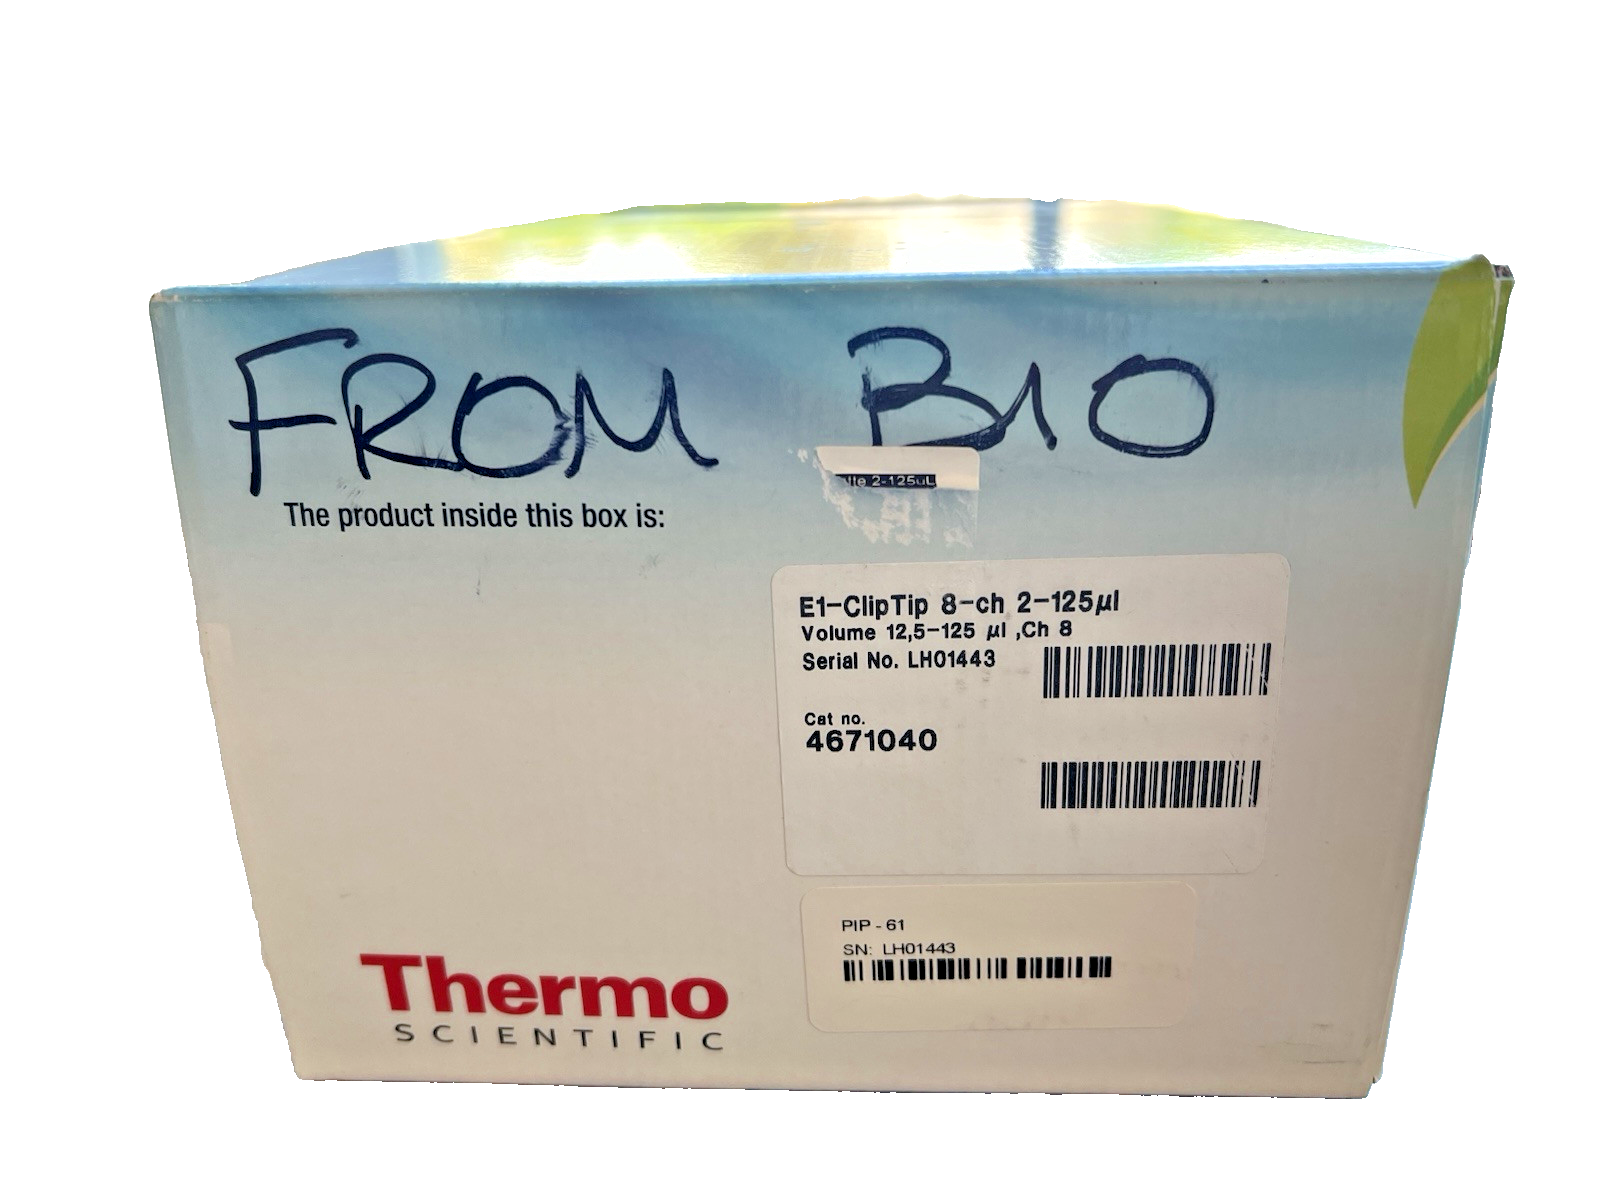 FROM BIO
2-125uL
The product inside this box is:
E1-ClipTip 8-ch 2-125µl
Volume 12,5-125 µl ,Ch 8
Serial No. LH01443
Cat no.
4671040
PIP - 61
SN: LH01443
Thermo
SCIENTIFIC